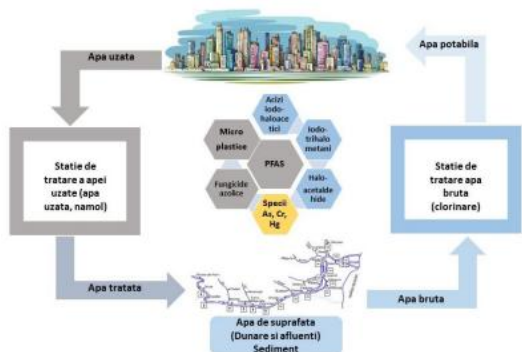 Apa uzata
Apa potabila
Acizi
iodo-
haloace
tici
Micro
plastice
Iodo-
trihalo
metani
PFAS
Fungicide
azolice
Halo-
acetalde
hide
Specii
As, Cr,
Hg
Statie de
tratare a apei
uzate (apa
uzata, namol)
Statie de
tratare apa
bruta
(clorinare)
Apa tratata
Apa bruta
Apa de suprafata
(Dunare si afluenti)
Sediment